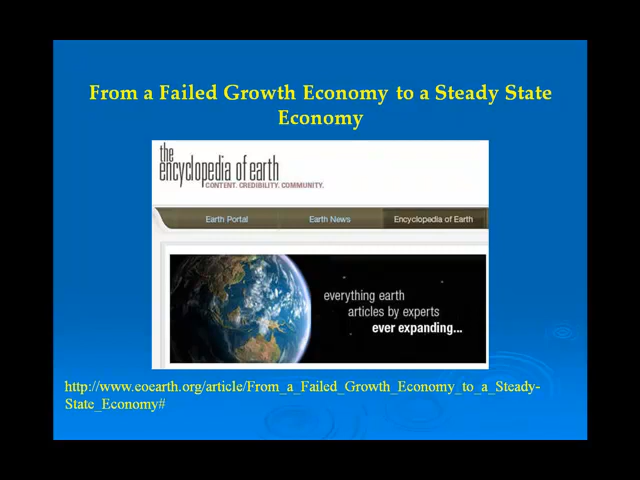 From a Failed Growth Economy to a Steady State
Economy
the
encyclopedia of earth
CONTENT. CREDIBILITY. COMMUNITY.
Earth Portal
Earth News
Encyclopedia of Earth
everything earth
articles by experts
ever expanding...
http://www.eoearth.org/article/From_a_Failed_Growth_Economy_to_a_Steady-
State_Economy#